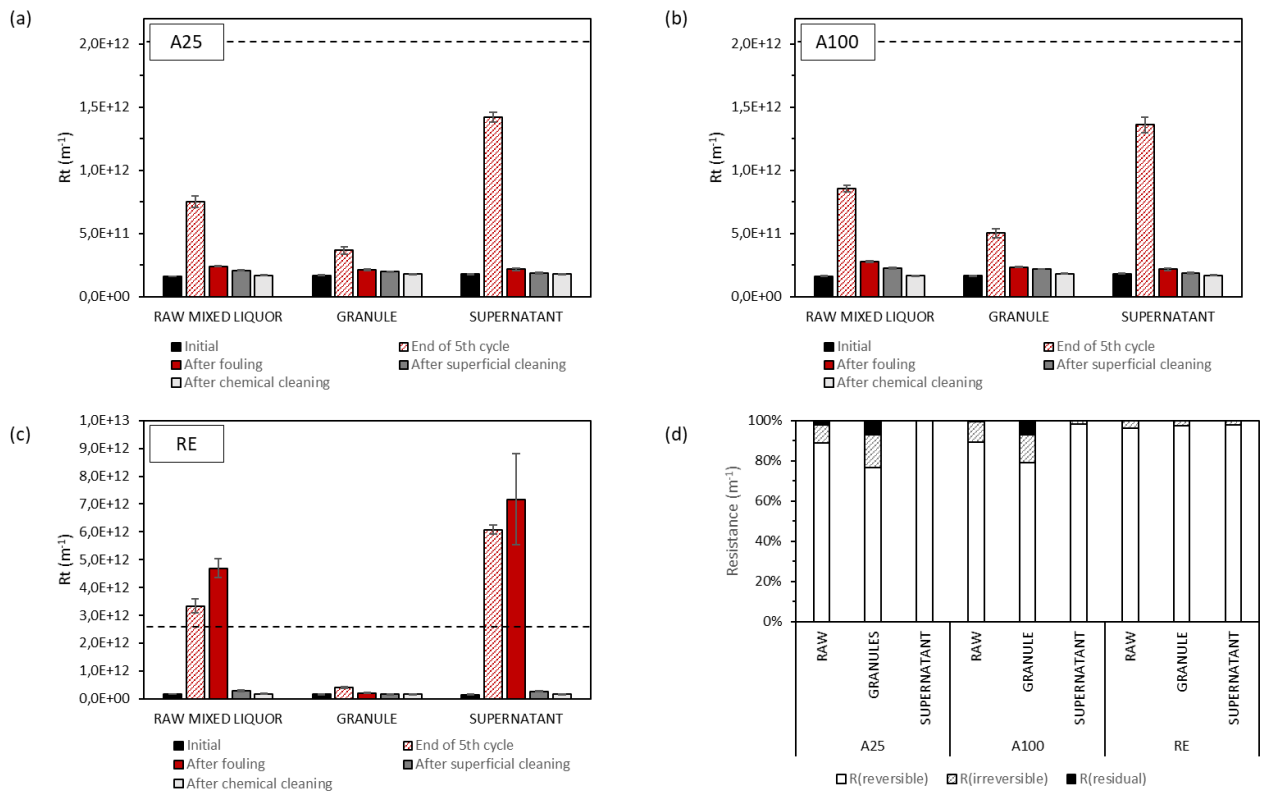 (a)
A25
2,0E+12
1,5E+12
1,0E+12
5,0E+11
0,0E+00
Rt (m⁻¹)
RAW MIXED LIQUOR GRANULE SUPERNATANT
Initial End of 5th cycle
After fouling After superficial cleaning
After chemical cleaning
(b)
A100
2,0E+12
1,5E+12
1,0E+12
5,0E+11
0,0E+00
Rt (m⁻¹)
RAW MIXED LIQUOR GRANULE SUPERNATANT
Initial End of 5th cycle
After fouling After superficial cleaning
After chemical cleaning
(c)
RE
1,0E+13
9,0E+12
8,0E+12
7,0E+12
6,0E+12
5,0E+12
4,0E+12
3,0E+12
2,0E+12
1,0E+12
0,0E+00
Rt (m⁻¹)
RAW MIXED LIQUOR GRANULE SUPERNATANT
Initial End of 5th cycle
After fouling After superficial cleaning
After chemical cleaning
(d)
100%
80%
60%
40%
20%
0%
Resistance (m⁻¹)
RAW GRANULES SUPERNATANT RAW GRANULE SUPERNATANT RAW GRANULE SUPERNATANT
A25 A100 RE
R(reversible) R(irreversible) R(residual)